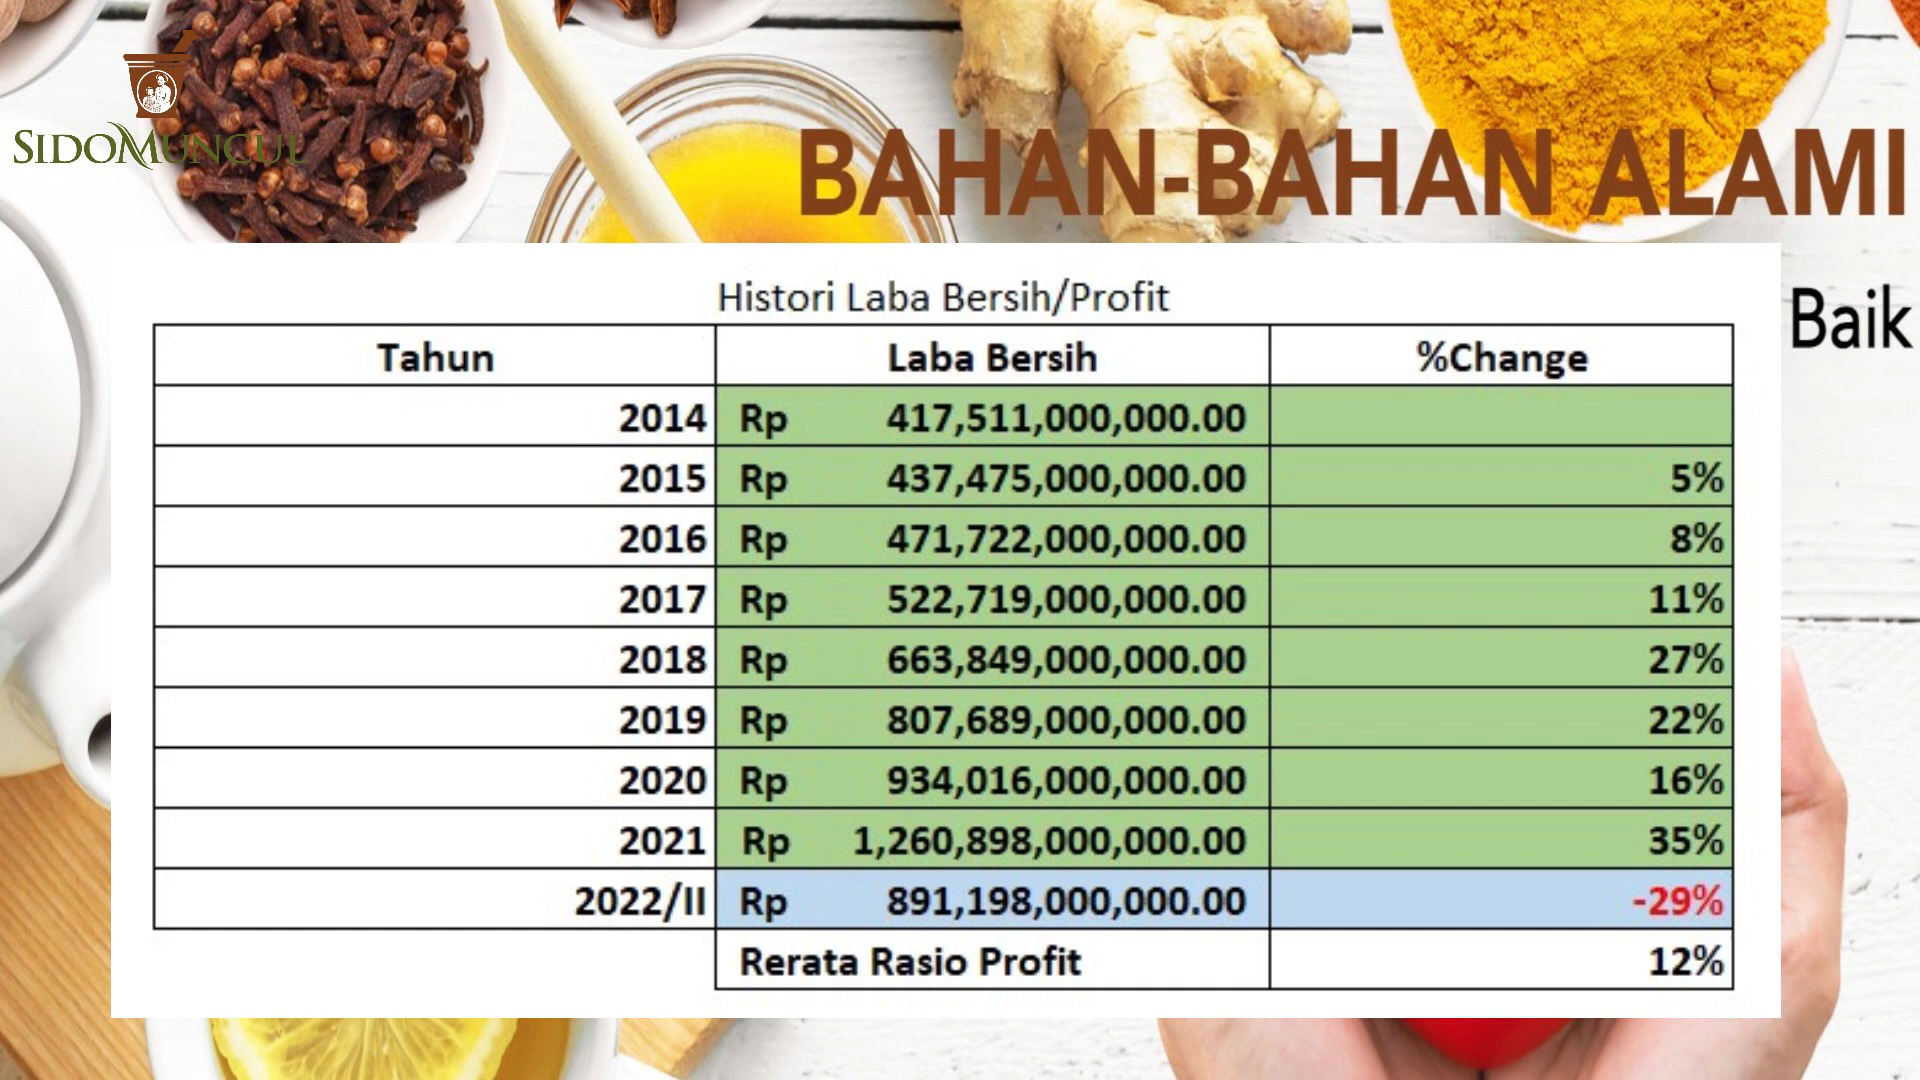 SIDOMUNCUL
BAHAN-BAHAN ALAMI
Baik
Histori Laba Bersih/Profit
Tahun Laba Bersih %Change
2014 Rp 417,511,000,000.00
2015 Rp 437,475,000,000.00 5%
2016 Rp 471,722,000,000.00 8%
2017 Rp 522,719,000,000.00 11%
2018 Rp 663,849,000,000.00 27%
2019 Rp 807,689,000,000.00 22%
2020 Rp 934,016,000,000.00 16%
2021 Rp 1,260,898,000,000.00 35%
2022/II Rp 891,198,000,000.00 -29%
Rerata Rasio Profit 12%